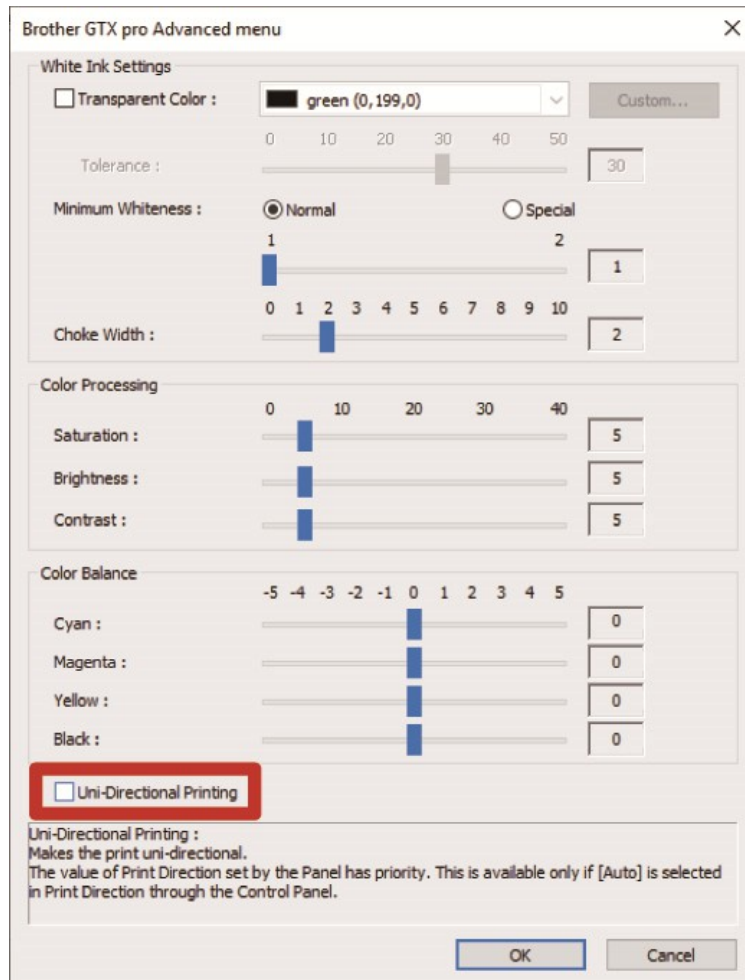 Brother GTX pro Advanced menu
White Ink Settings
Transparent Color :
green (0,199,0)
Custom...
0 10 20 30 40 50
Tolerance :
30
Minimum Whiteness :
Normal
Special
1 2
1
0 1 2 3 4 5 6 7 8 9 10
Choke Width :
2
Color Processing
0 10 20 30 40
Saturation :
5
Brightness :
5
Contrast :
5
Color Balance
-5 -4 -3 -2 -1 0 1 2 3 4 5
Cyan :
0
Magenta :
0
Yellow :
0
Black :
0
Uni-Directional Printing
Uni-Directional Printing :
Makes the print uni-directional.
The value of Print Direction set by the Panel has priority. This is available only if [Auto] is selected
in Print Direction through the Control Panel.
OK
Cancel